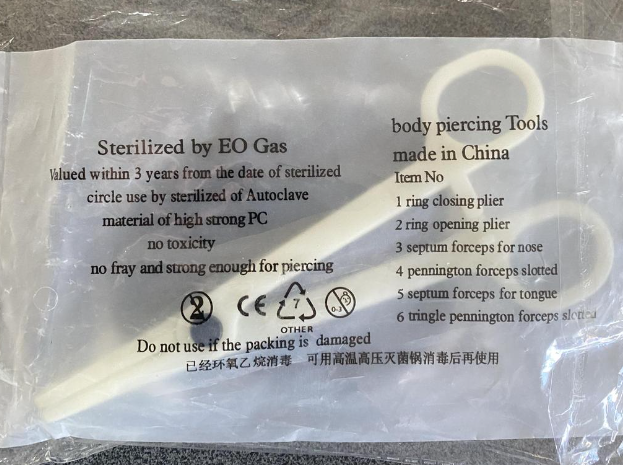 Sterilized by EO Gas
Valued within 3 years from the date of sterilized
circle use by sterilized of Autoclave
material of high strong PC
no toxicity
no fray and strong enough for piercing
body piercing Tools
made in China
Item No
1 ring closing plier
2 ring opening plier
3 septum forceps for nose
4 pennington forceps slotted
5 septum forceps for tongue
6 tringle pennington forceps slotted
2
CE
7
OTHER
0-3
Do not use if the packing is damaged
已经环氧乙烷消毒 可用高温高压灭菌锅消毒后再使用